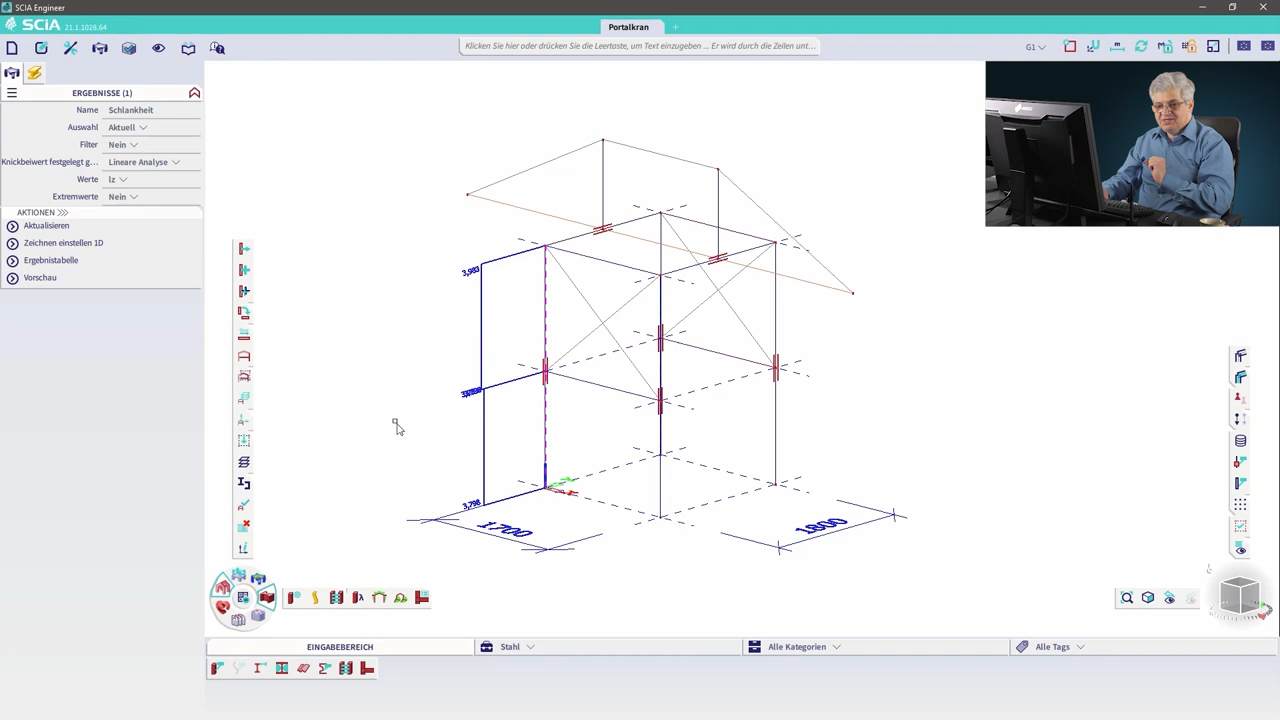 SCIA Engineer
SCIA 21.1.1028.64
Portalkran
Klicken Sie hier oder drücken Sie die Leertaste, um Text einzugeben ... Er wird durch die Zeilen unt...
G1
ERGEBNISSE (1)
Name Schlankheit
Auswahl Aktuell
Filter Nein
Knickbeiwert festgelegt g... Lineare Analyse
Werte lz
Extremwerte Nein
AKTIONEN >>>
Aktualisieren
Zeichnen einstellen 1D
Ergebnistabelle
Vorschau
3,983
3,798
1700
1800
EINGABEBEREICH
Stahl
Alle Kategorien
Alle Tags